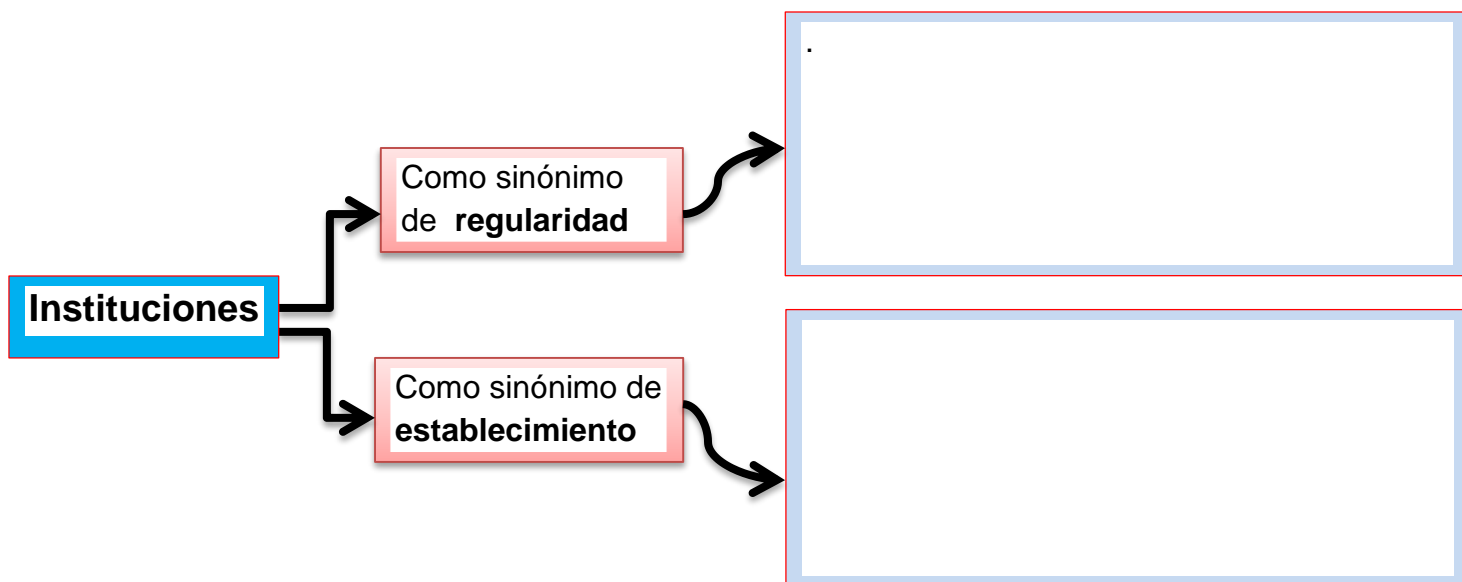 .
Como sinónimo
de regularidad
Instituciones
Como sinónimo de
establecimiento